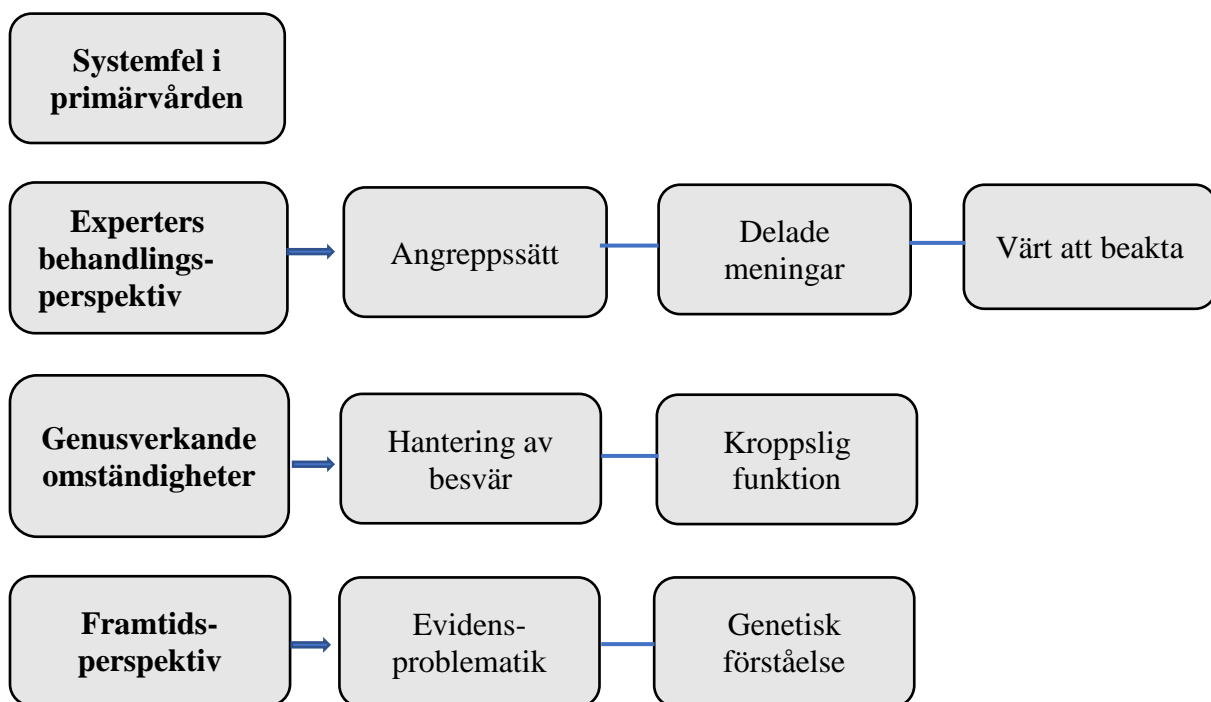 Systemfel i
primärvården
Experters
behandlings-
perspektiv
Angreppssätt
Delade
meningar
Värt att beakta
Genusverkande
omständigheter
Hantering av
besvär
Kroppslig
funktion
Framtids-
perspektiv
Evidens-
problematik
Genetisk
förståelse